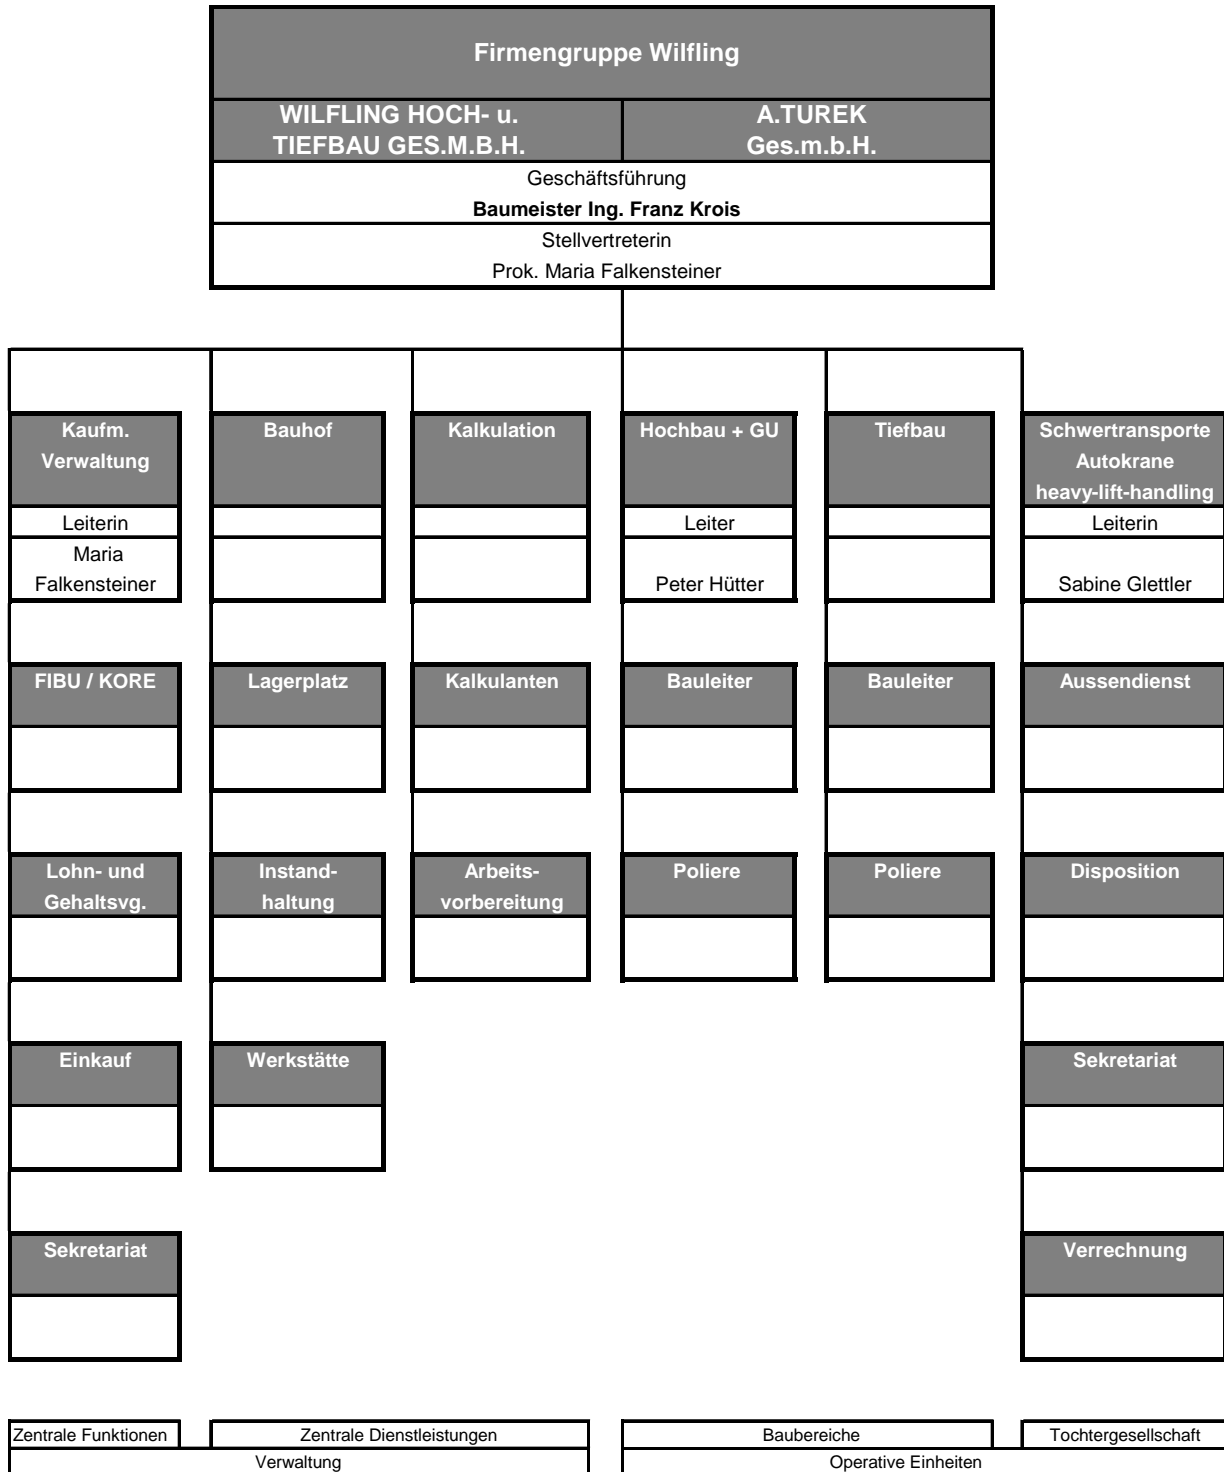 Firmengruppe Wilfling
WILFLING HOCH- u.
TIEFBAU GES.M.B.H.
A.TUREK
Ges.m.b.H.
Geschäftsführung
Baumeister Ing. Franz Krois
Stellvertreterin
Prok. Maria Falkensteiner
Kaufm.
Verwaltung
Leiterin
Maria
Falkensteiner
Bauhof
Kalkulation
Hochbau + GU
Leiter
Peter Hütter
Tiefbau
Schwertransporte
Autokrane
heavy-lift-handling
Leiterin
Sabine Glettler
FIBU / KORE
Lagerplatz
Kalkulanten
Bauleiter
Bauleiter
Aussendienst
Lohn- und
Gehaltsvg.
Instand-
haltung
Arbeits-
vorbereitung
Poliere
Poliere
Disposition
Einkauf
Werkstätte
Sekretariat
Sekretariat
Verrechnung
Zentrale Funktionen
Zentrale Dienstleistungen
Baubereiche
Tochtergesellschaft
Verwaltung
Operative Einheiten